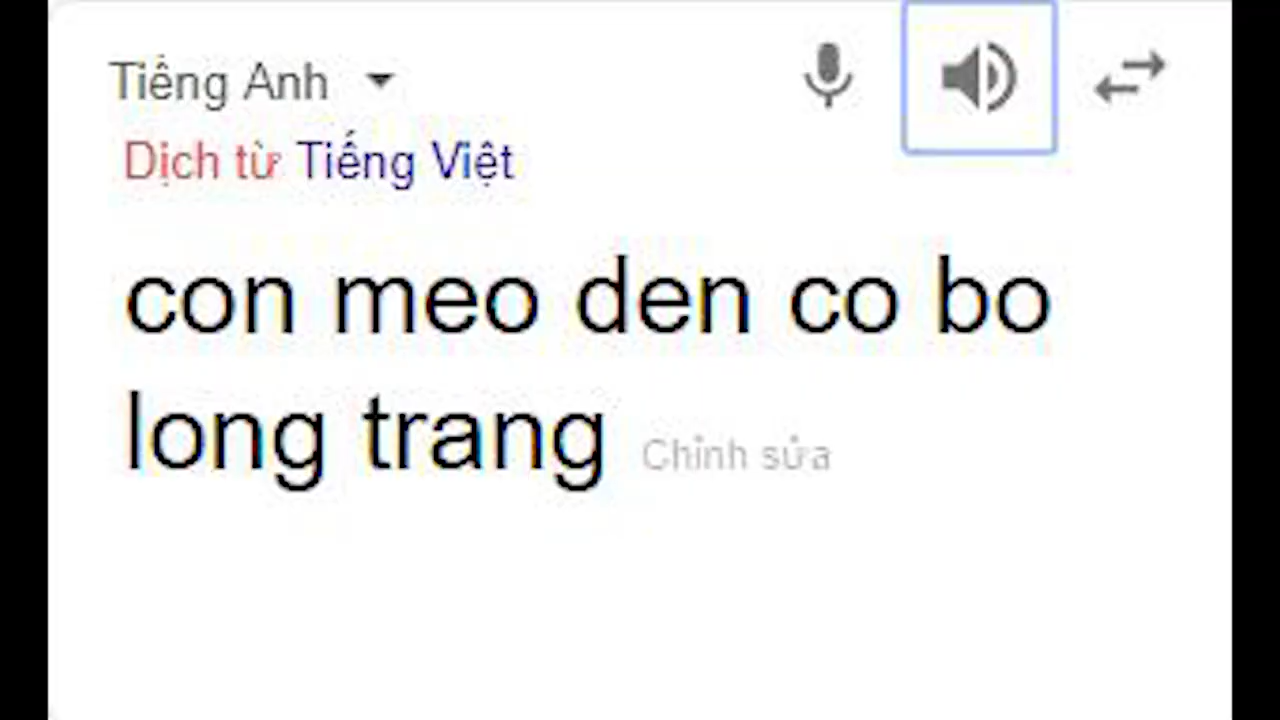 Tiếng Anh
Dịch từ Tiếng Việt
con meo den co bo
long trang Chỉnh sửa